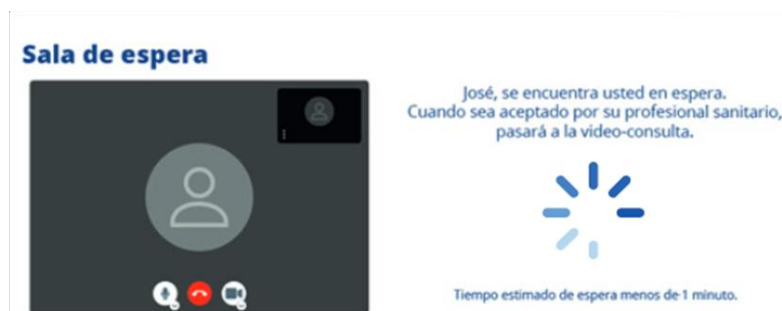 Sala de espera
José, se encuentra usted en espera.
Cuando sea aceptado por su profesional sanitario,
pasará a la video-consulta.
Tiempo estimado de espera menos de 1 minuto.